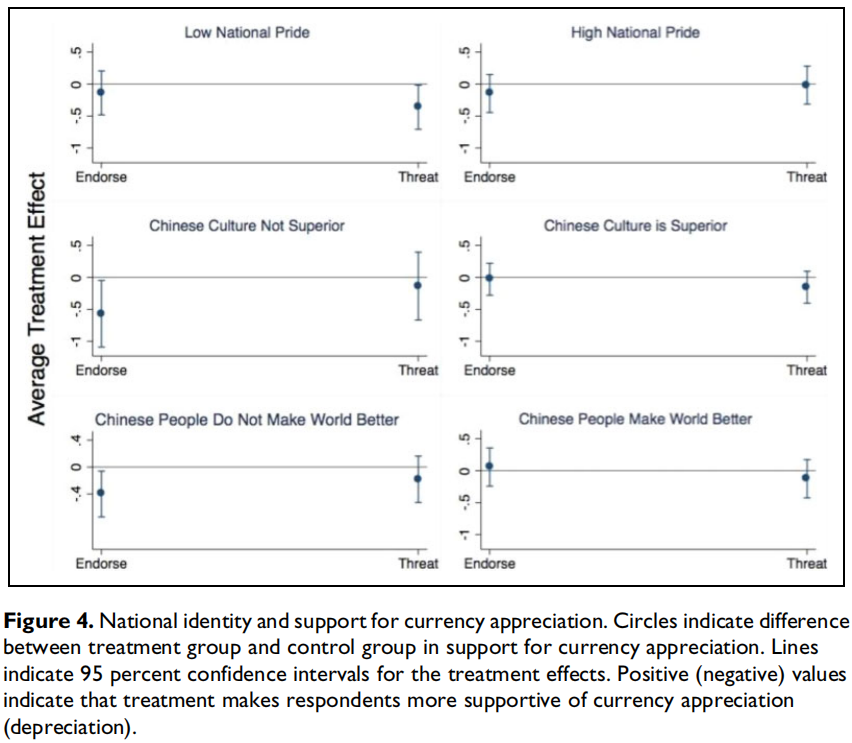 Average Treatment Effect
Low National Pride
.5
0
-.5
-1
Endorse Threat
High National Pride
.5
0
-.5
-1
Endorse Threat
Chinese Culture Not Superior
.5
0
-.5
-1
Endorse Threat
Chinese Culture is Superior
.5
0
-.5
-1
Endorse Threat
Chinese People Do Not Make World Better
.4
0
-.4
Endorse Threat
Chinese People Make World Better
.5
0
-.5
-1
Endorse Threat
Figure 4. National identity and support for currency appreciation. Circles indicate difference
between treatment group and control group in support for currency appreciation. Lines
indicate 95 percent confidence intervals for the treatment effects. Positive (negative) values
indicate that treatment makes respondents more supportive of currency appreciation
(depreciation).